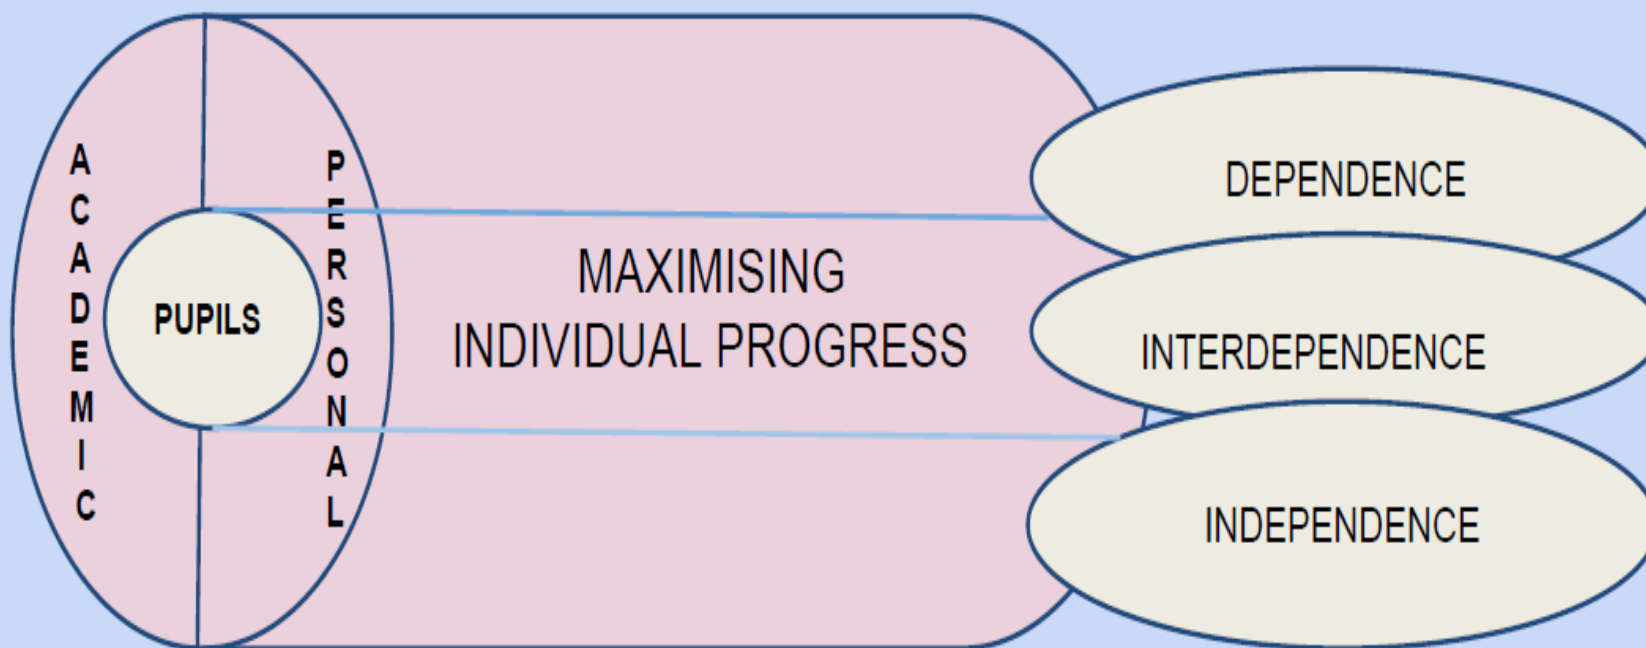 ACADEMIC
PERSONAL
PUPILS
MAXIMISING
INDIVIDUAL PROGRESS
DEPENDENCE
INTERDEPENDENCE
INDEPENDENCE